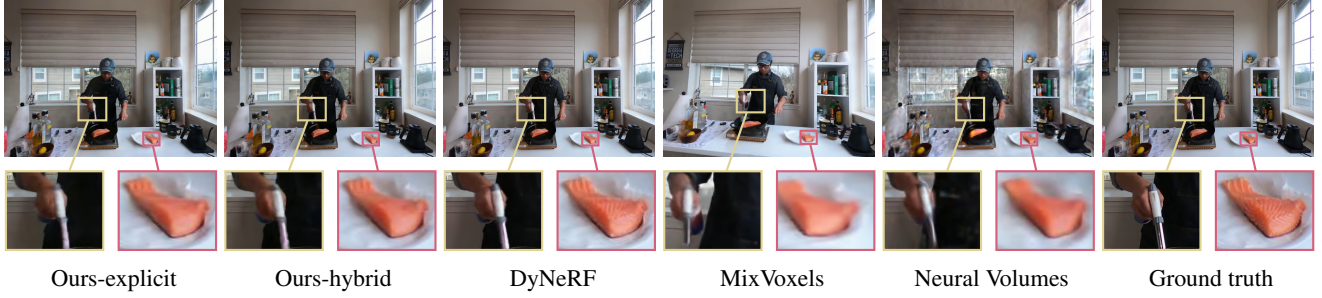 Ours-explicit
Ours-hybrid
DyNeRF
MixVoxels
Neural Volumes
Ground truth